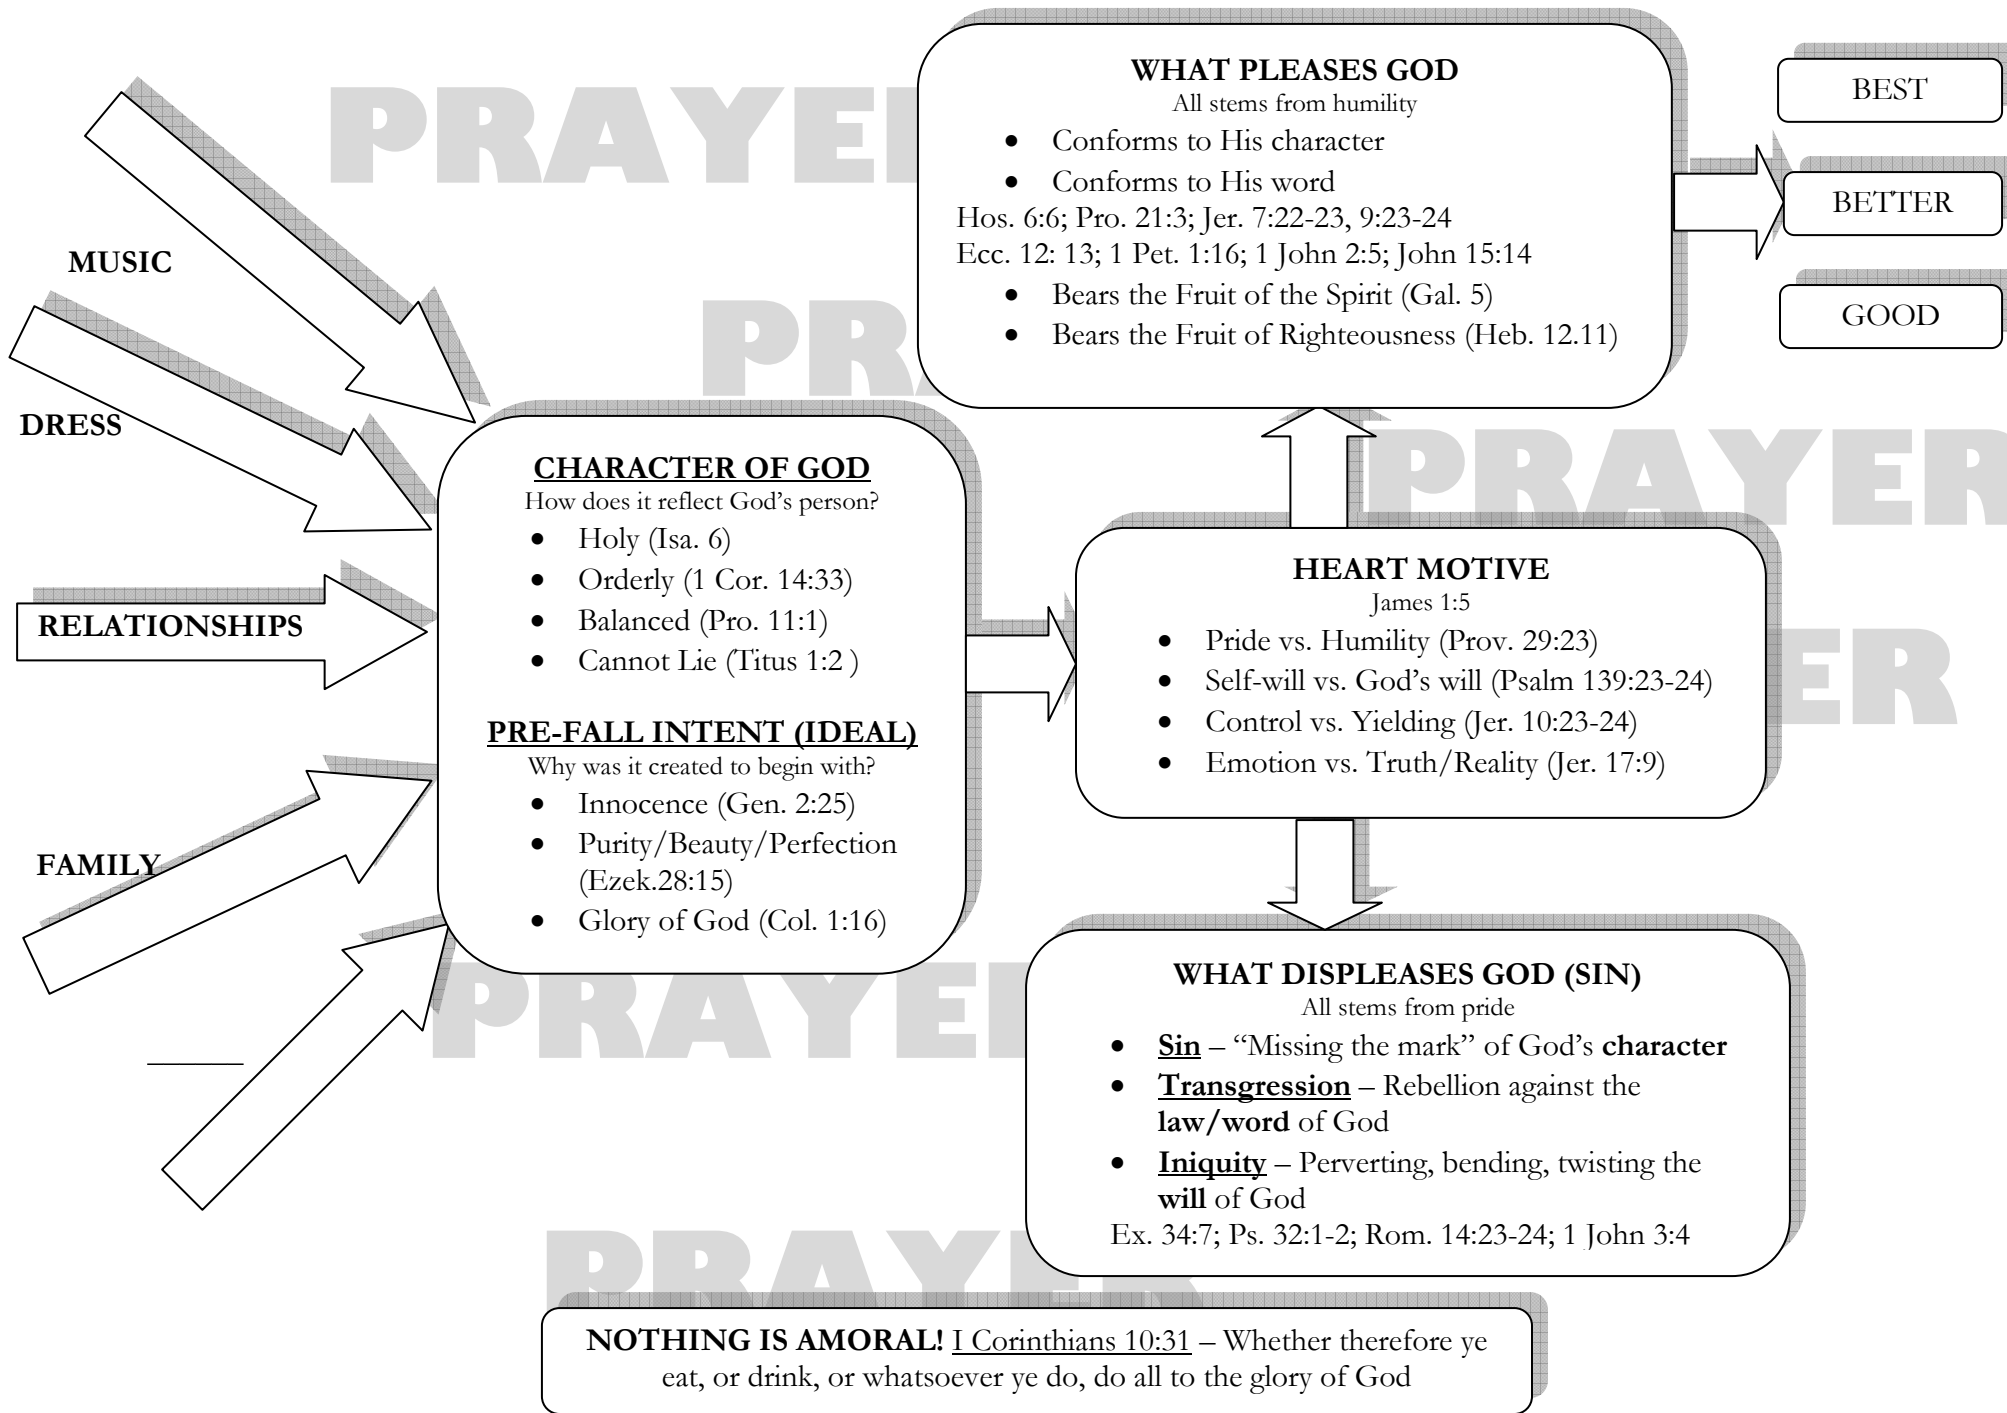 PRAYER
PRAYER
PRAYER
PRAYER
PRAYER
PRAYER
MUSIC
DRESS
RELATIONSHIPS
FAMILY
CHARACTER OF GOD
How does it reflect God's person?
• Holy (Isa. 6)
• Orderly (1 Cor. 14:33)
• Balanced (Pro. 11:1)
• Cannot Lie (Titus 1:2 )
PRE-FALL INTENT (IDEAL)
Why was it created to begin with?
• Innocence (Gen. 2:25)
• Purity/Beauty/Perfection
(Ezek.28:15)
• Glory of God (Col. 1:16)
HEART MOTIVE
James 1:5
• Pride vs. Humility (Prov. 29:23)
• Self-will vs. God's will (Psalm 139:23-24)
• Control vs. Yielding (Jer. 10:23-24)
• Emotion vs. Truth/Reality (Jer. 17:9)
WHAT PLEASES GOD
All stems from humility
• Conforms to His character
• Conforms to His word
Hos. 6:6; Pro. 21:3; Jer. 7:22-23, 9:23-24
Ecc. 12: 13; 1 Pet. 1:16; 1 John 2:5; John 15:14
• Bears the Fruit of the Spirit (Gal. 5)
• Bears the Fruit of Righteousness (Heb. 12.11)
BEST
BETTER
GOOD
WHAT DISPLEASES GOD (SIN)
All stems from pride
• Sin – “Missing the mark” of God's character
• Transgression – Rebellion against the
law/word of God
• Iniquity – Perverting, bending, twisting the
will of God
Ex. 34:7; Ps. 32:1-2; Rom. 14:23-24; 1 John 3:4
NOTHING IS AMORAL! I Corinthians 10:31 – Whether therefore ye
eat, or drink, or whatsoever ye do, do all to the glory of God